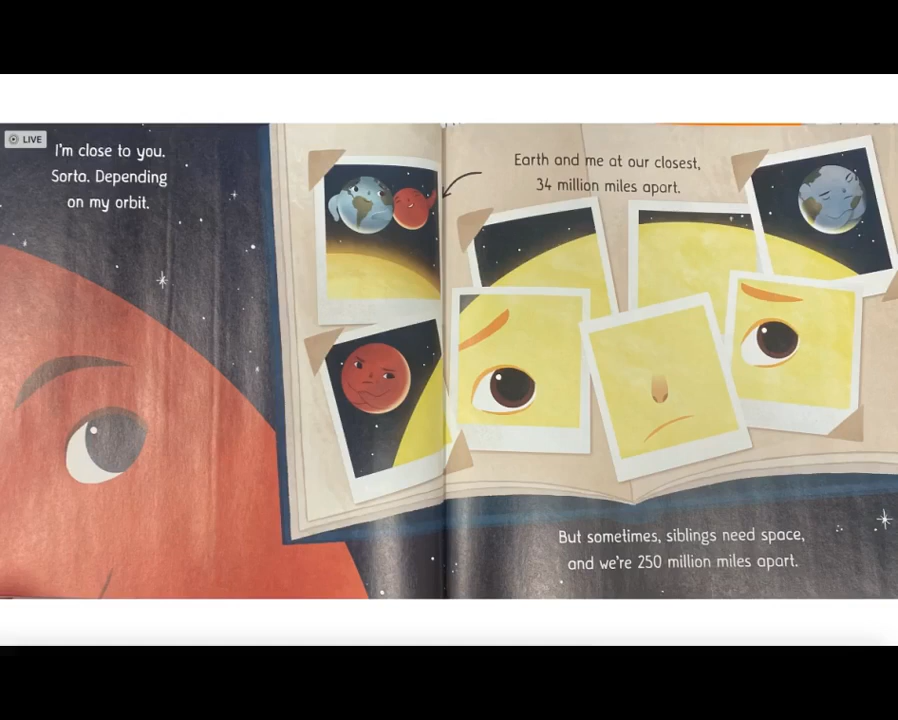 LIVE
I'm close to you.
Sorta. Depending
on my orbit.
Earth and me at our closest,
34 million miles apart.
But sometimes, siblings need space,
and we're 250 million miles apart.